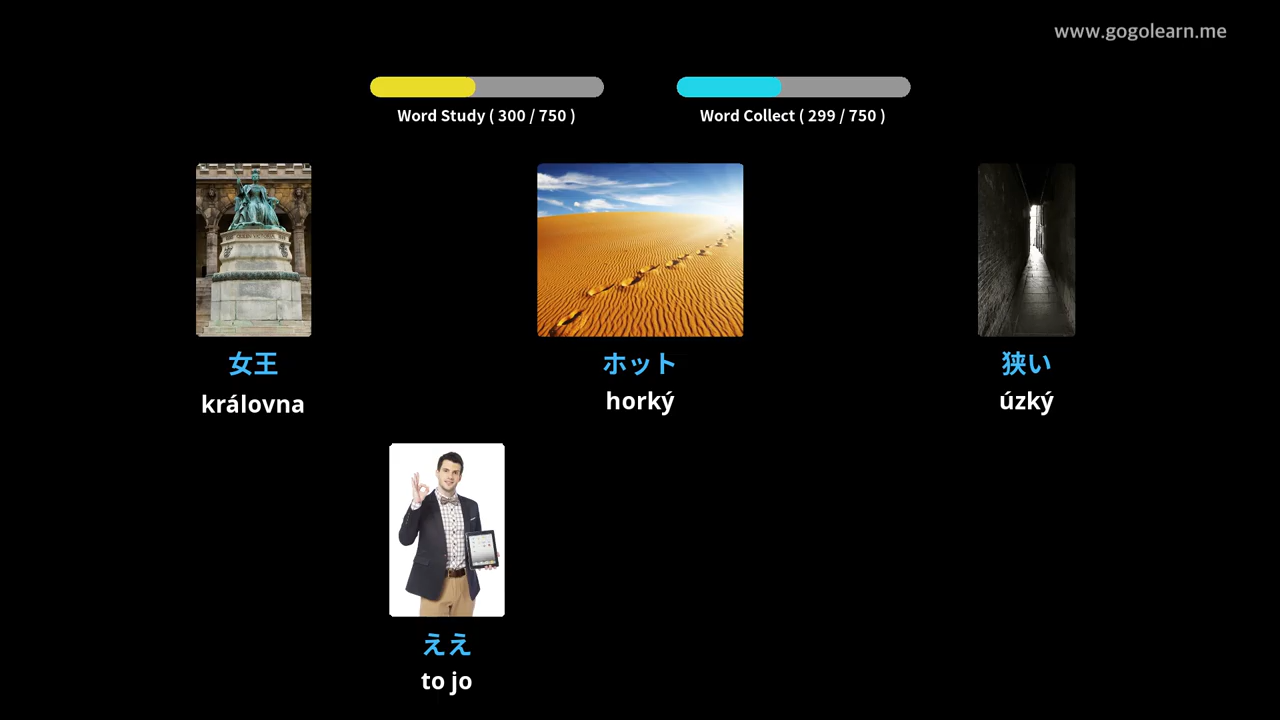 www.gogolearn.me
Word Study ( 300 / 750 )
Word Collect ( 299 / 750 )
女王
královna
ホット
horký
狭い
úzký
ええ
to jo